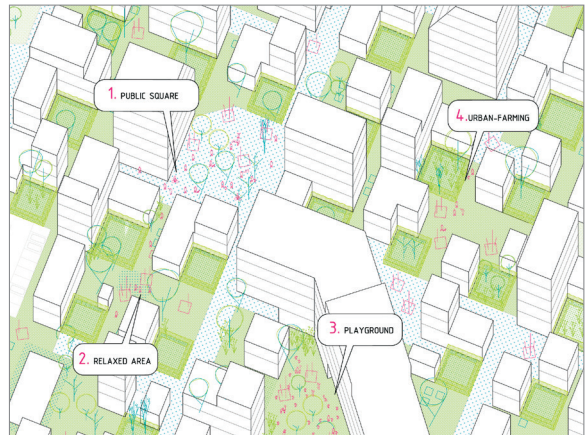 1. PUBLIC SQUARE
4. URBAN-FARMING
3. PLAYGROUND
2. RELAXED AREA